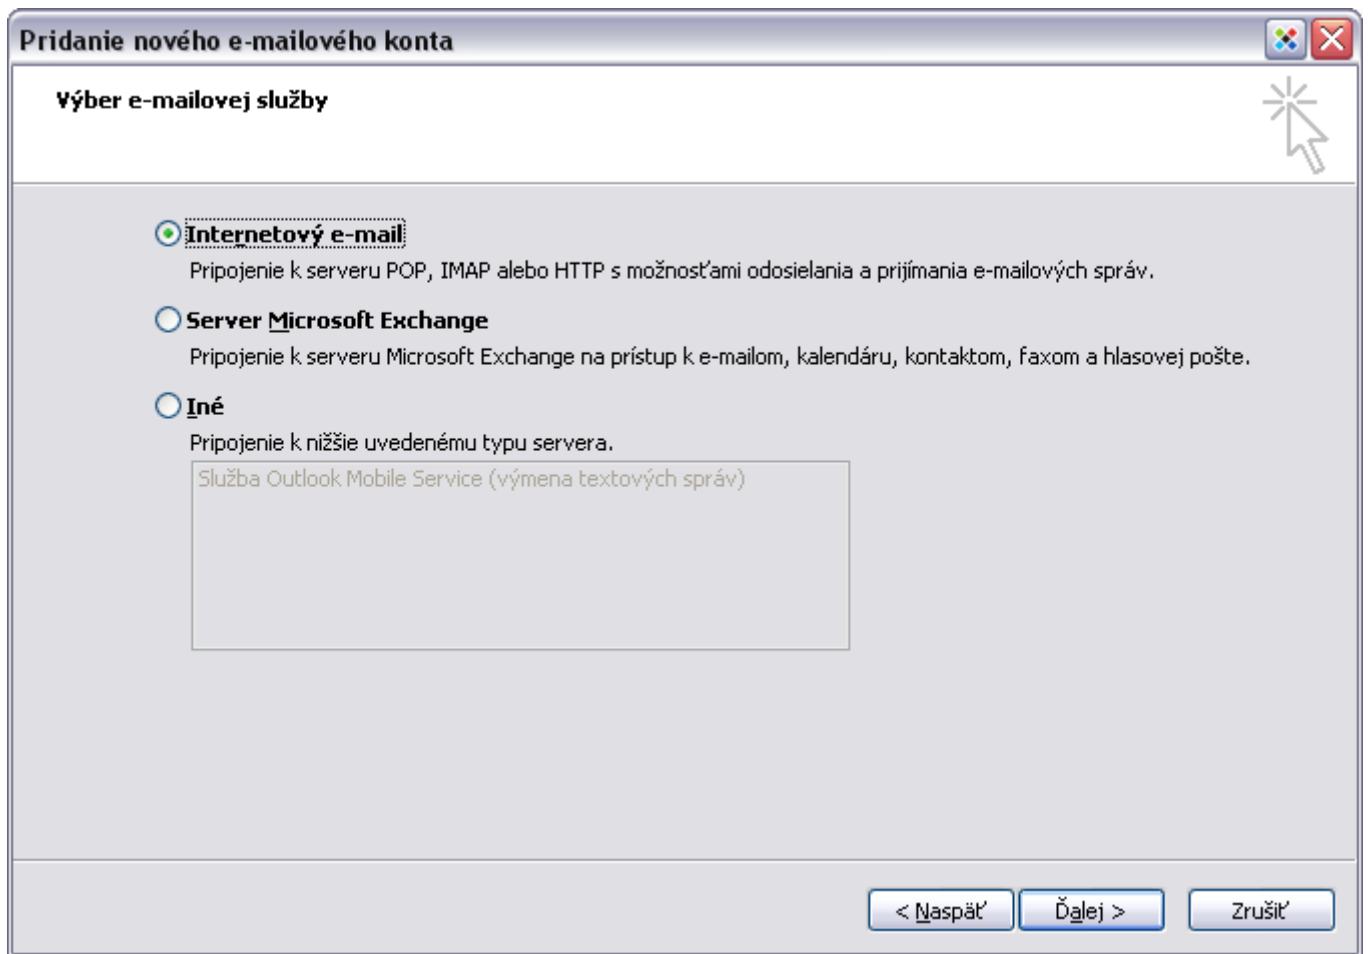 Pridanie nového e-mailového konta
Výber e-mailovej služby
Internetový e-mail
Pripojenie k serveru POP, IMAP alebo HTTP s možnosťami odosielania a prijímania e-mailových správ.
Server Microsoft Exchange
Pripojenie k serveru Microsoft Exchange na prístup k e-mailom, kalendáru, kontaktom, faxom a hlasovej pošte.
Iné
Pripojenie k nižšie uvedenému typu servera.
Služba Outlook Mobile Service (výmena textových správ)
< Naspäť Ďalej > Zrušiť